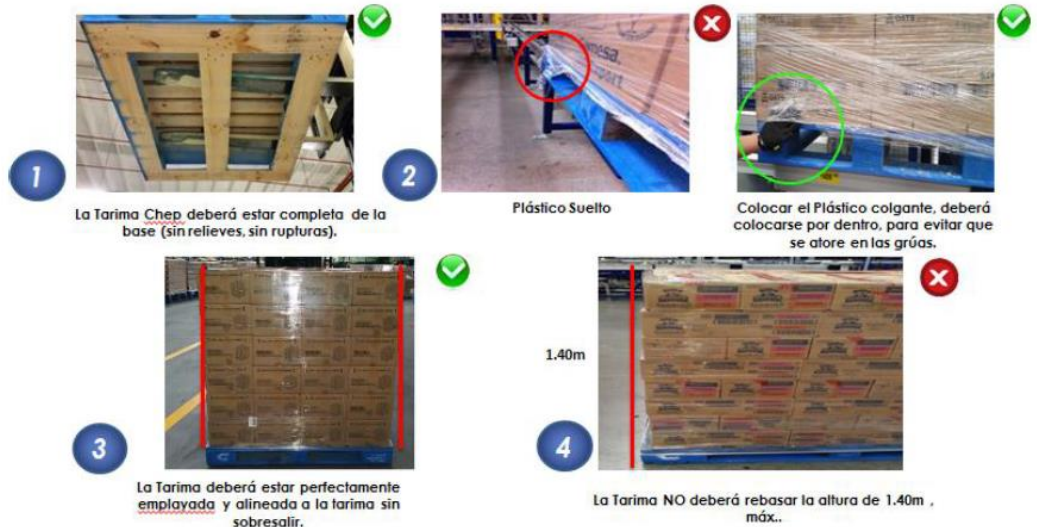 1
La Tarima Chep deberá estar completa de la
base (sin relieves, sin rupturas).
2
Plástico Suelto
Colocar el Plástico colgante, deberá
colocarse por dentro, para evitar que
se atore en las grúas.
3
La Tarima deberá estar perfectamente
emplayada y alineada a la tarima sin
sobresalir.
1.40m
4
La Tarima NO deberá rebasar la altura de 1.40m ,
máx..